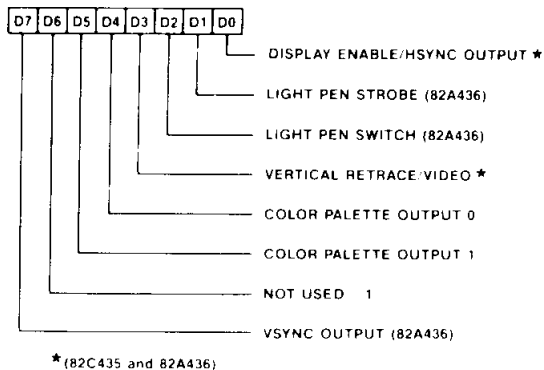 D7 D6 D5 D4 D3 D2 D1 D0
DISPLAY ENABLE/HSYNC OUTPUT *
LIGHT PEN STROBE (82A436)
LIGHT PEN SWITCH (82A436)
VERTICAL RETRACE/VIDEO *
COLOR PALETTE OUTPUT 0
COLOR PALETTE OUTPUT 1
NOT USED 1
VSYNC OUTPUT (82A436)
*(82C435 and 82A436)